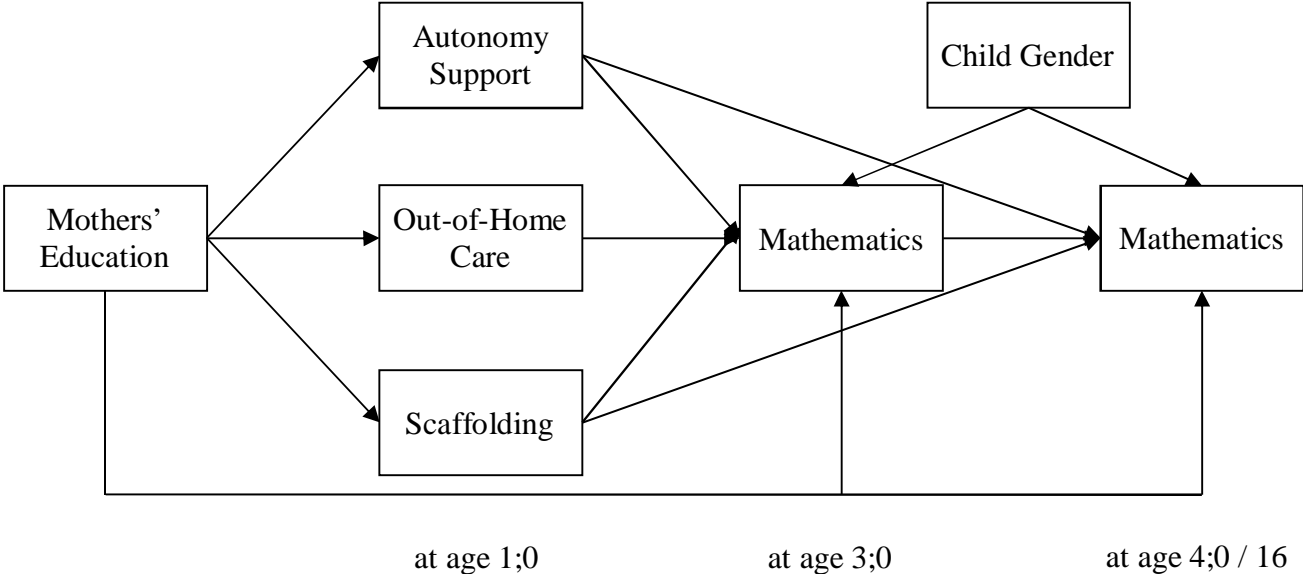 Autonomy
Support
Child Gender
Mothers’
Education
Out-of-Home
Care
Mathematics
Mathematics
Scaffolding
at age 1;0
at age 3;0
at age 4;0 / 16